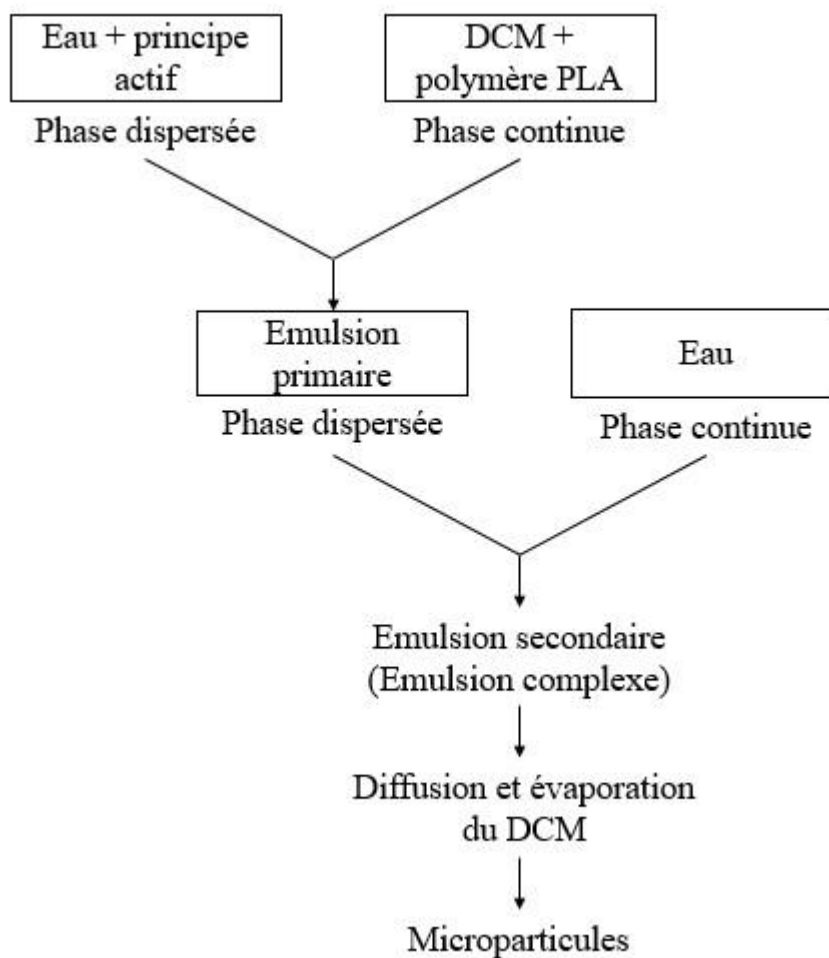 Eau + principe
actif
DCM +
polymère PLA
Phase dispersée
Phase continue
Emulsion
primaire
Eau
Phase dispersée
Phase continue
Emulsion secondaire
(Emulsion complexe)
Diffusion et évaporation
du DCM
Microparticules